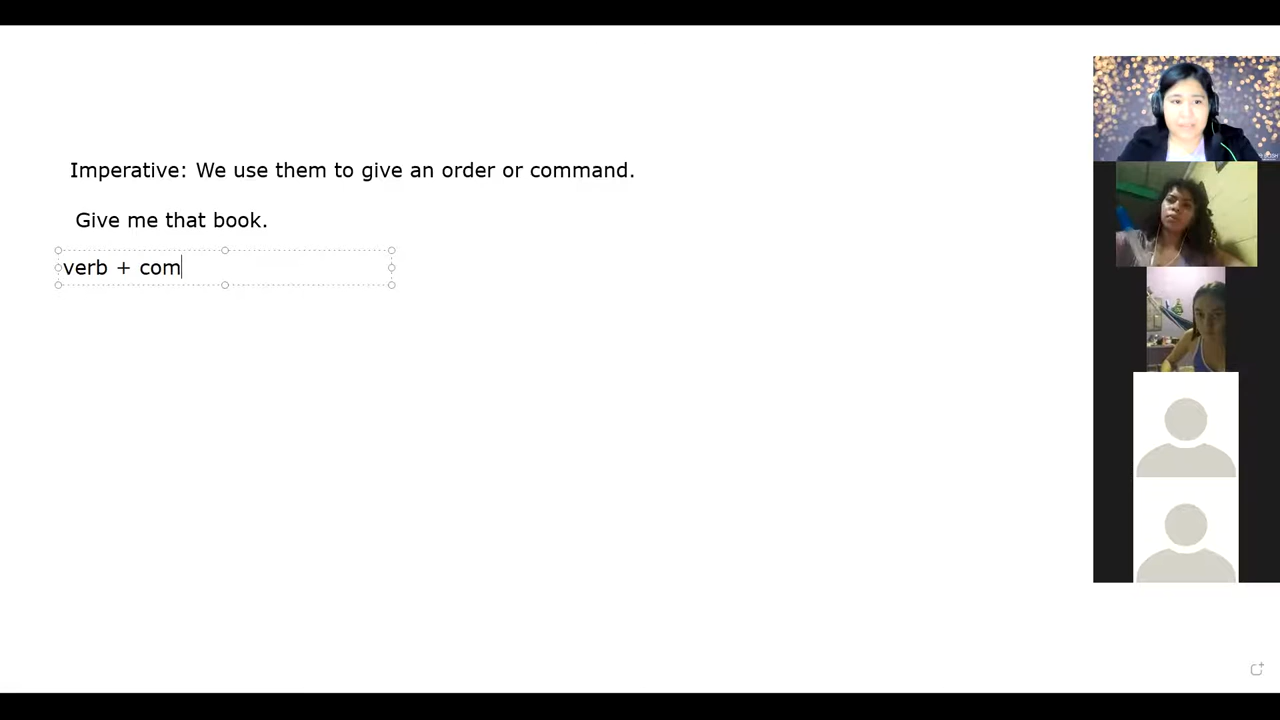 Imperative: We use them to give an order or command.
Give me that book.
verb + com